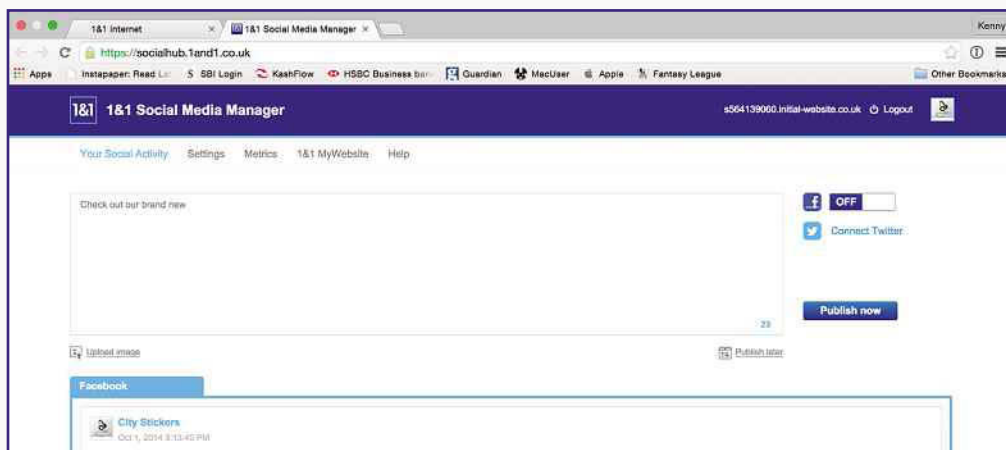 1&1 Internet
1&1 Social Media Manager
Kenny
https://socialhub.1and1.co.uk
Apps Instapaper: Read S SBI Login KashFlow HSBC Business Guardian MacUser Apple Fantasy League Other Bookmarks
1&1 1&1 Social Media Manager s564139060.initial-website.co.uk Logout
Your Social Activity Settings Metrics 1&1 MyWebsite Help
Check out our brand new
OFF
Connect Twitter
Publish now
23
Upload image Publish later
Facebook
City Stickers
Oct 1, 2014 8:13:45 PM